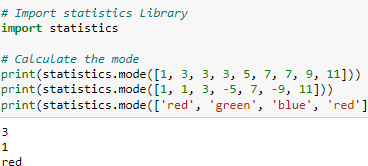 # Import statistics Library
import statistics
# Calculate the mode
print(statistics.mode([1, 3, 3, 3, 5, 7, 7, 9, 11]))
print(statistics.mode([1, 1, 3, -5, 7, -9, 11]))
print(statistics.mode(['red', 'green', 'blue', 'red']
3
1
red